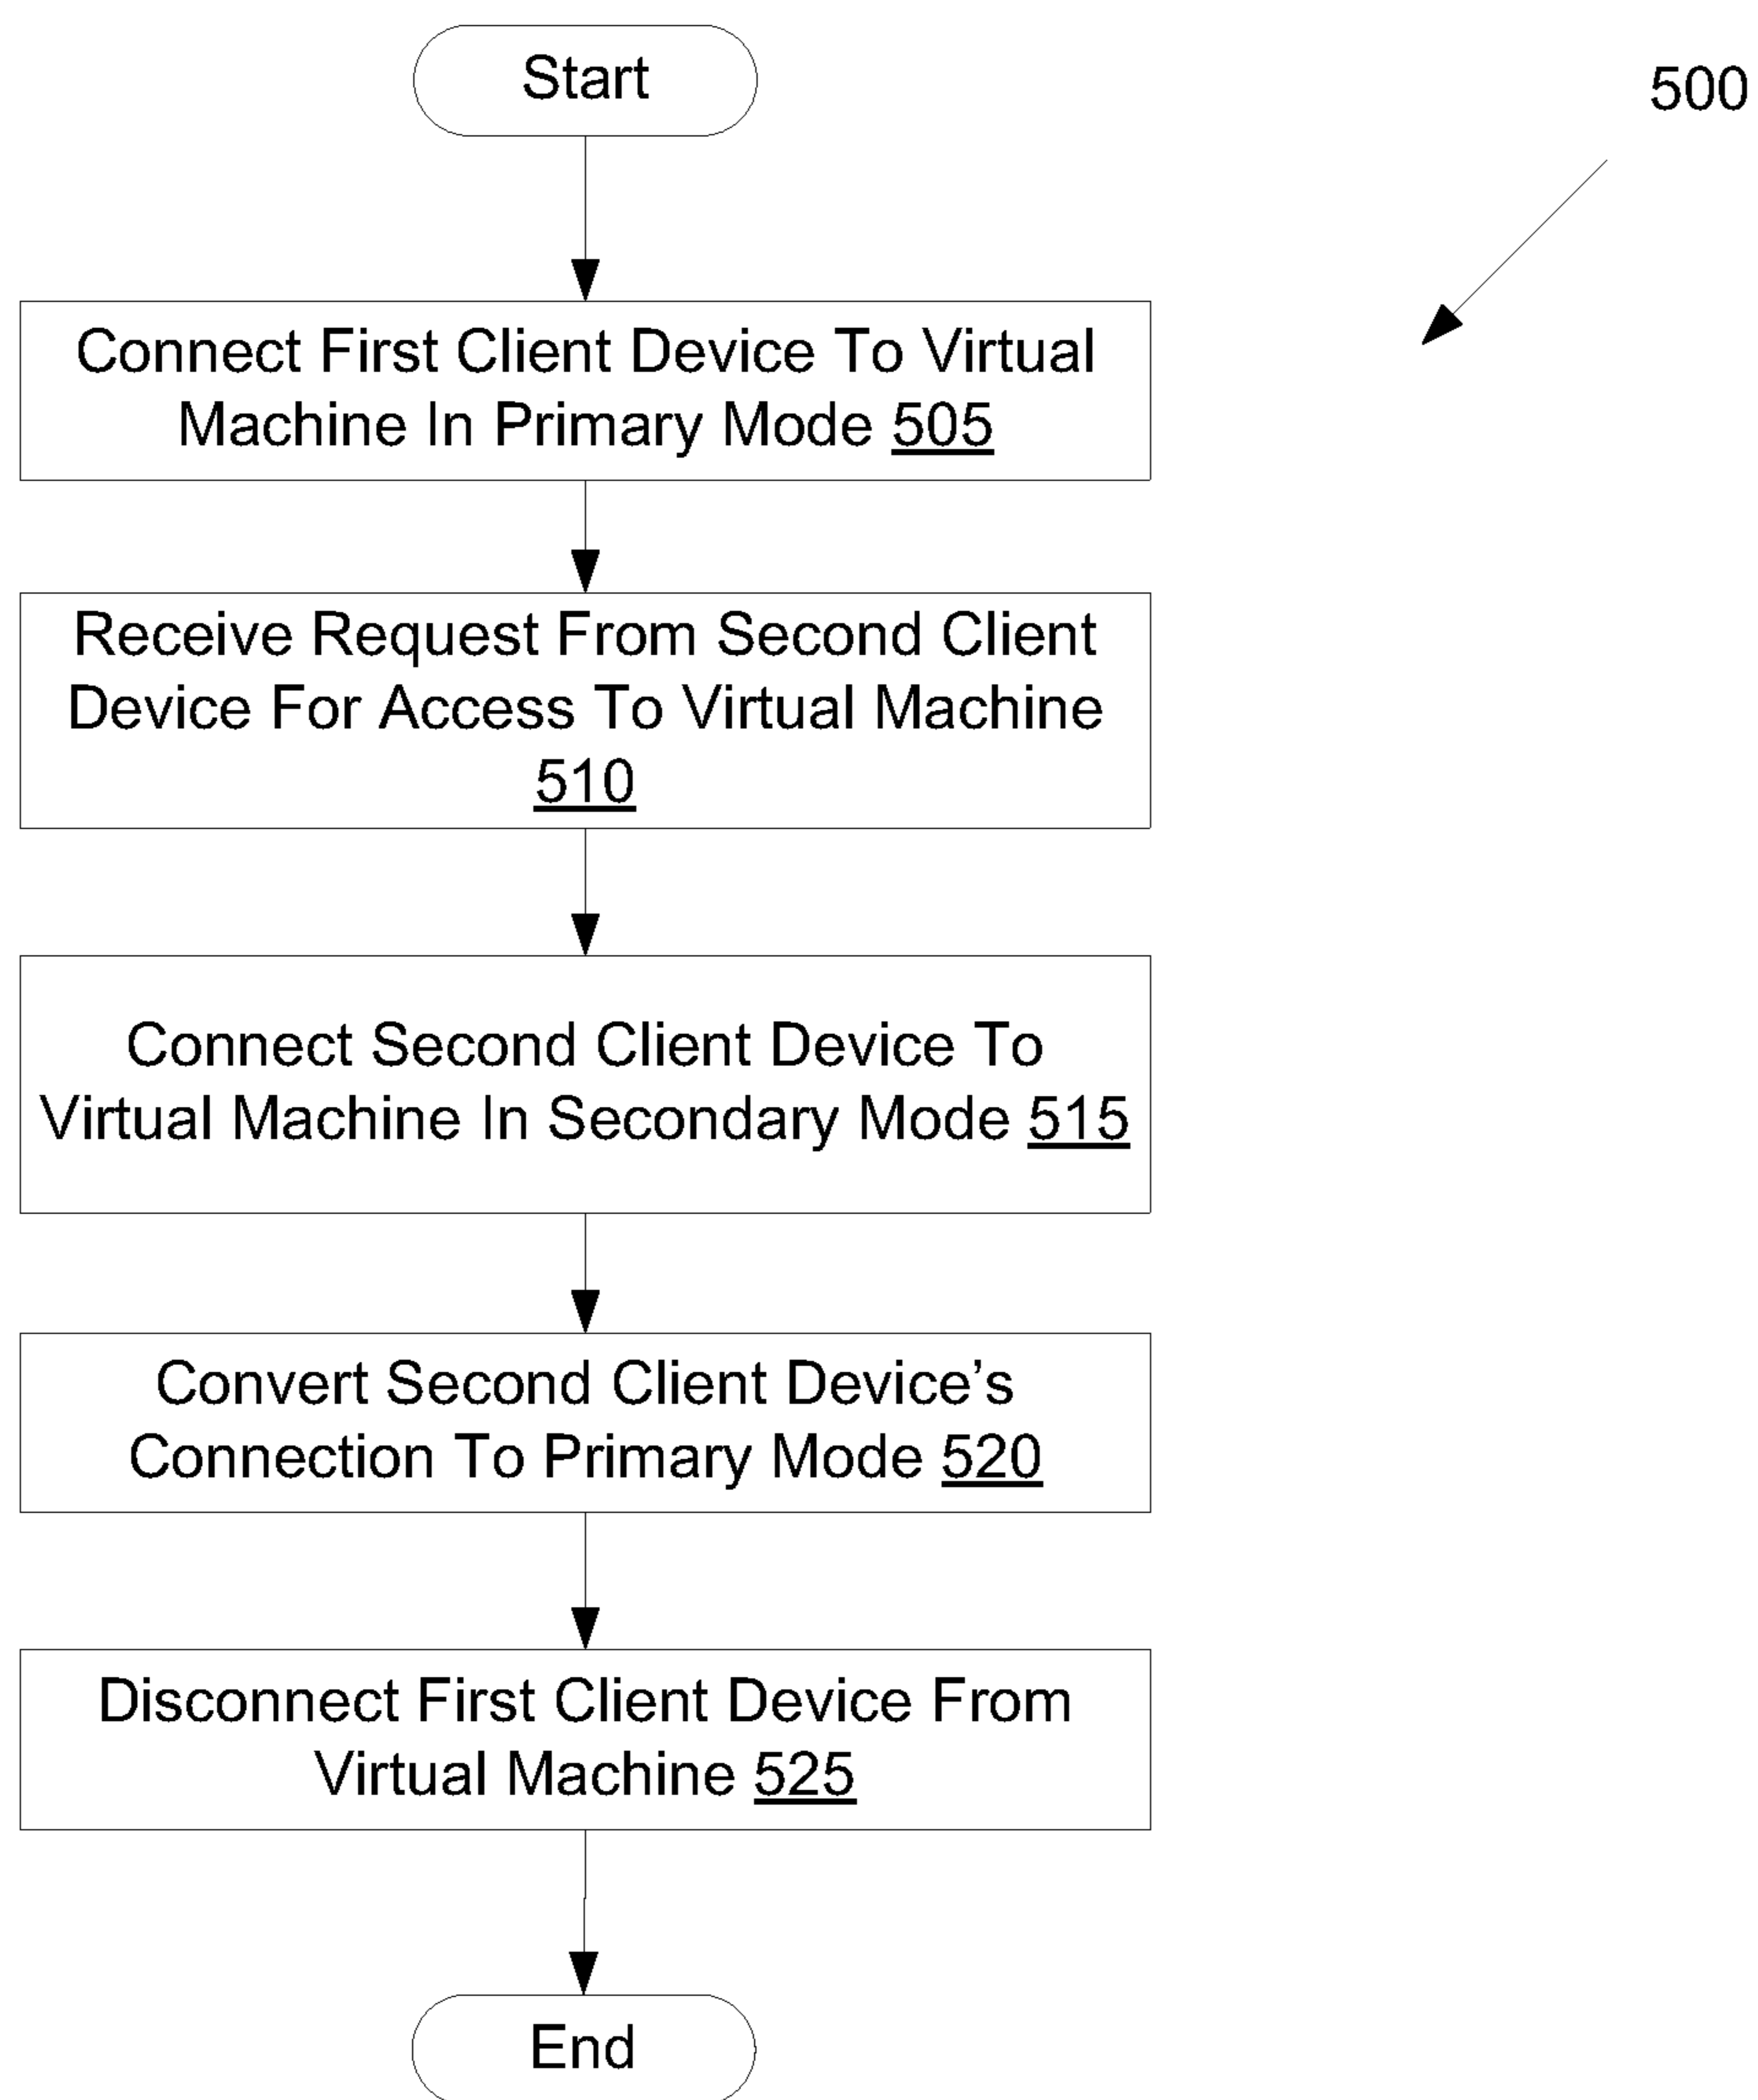 Start
500
Connect First Client Device To Virtual
Machine In Primary Mode 505
Receive Request From Second Client
Device For Access To Virtual Machine
510
Connect Second Client Device To
Virtual Machine In Secondary Mode 515
Convert Second Client Device’s
Connection To Primary Mode 520
Disconnect First Client Device From
Virtual Machine 525
End